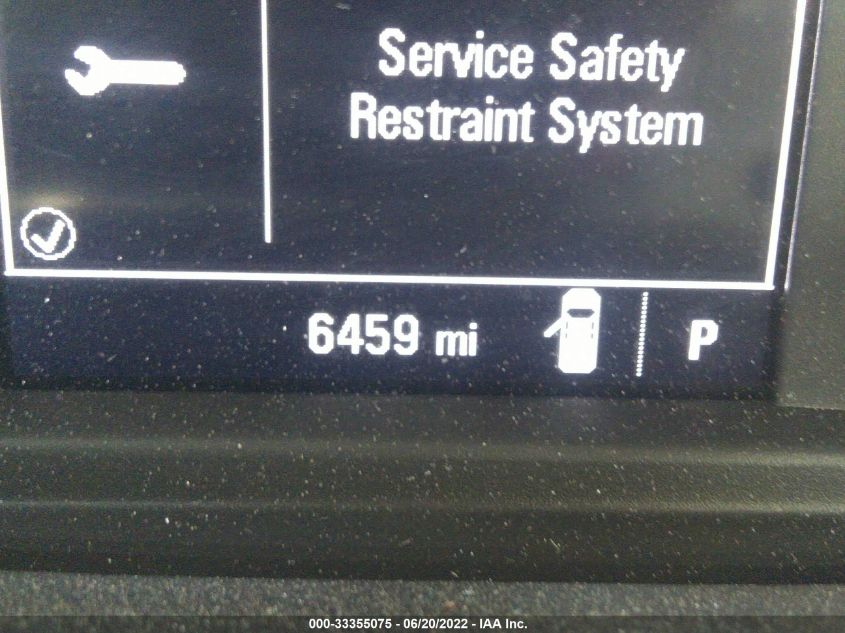 Service Safety
Restraint System
6459 mi
P
000-33355075 - 06/20/2022 - IAA Inc.